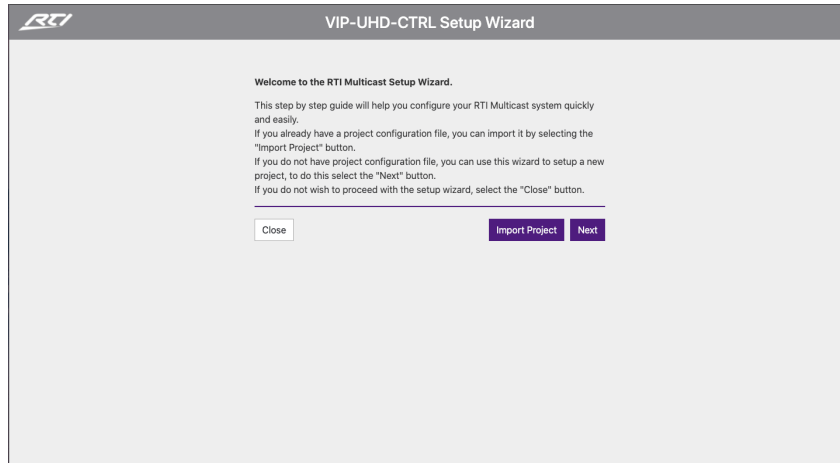 RTI
VIP-UHD-CTRL Setup Wizard
Welcome to the RTI Multicast Setup Wizard.
This step by step guide will help you configure your RTI Multicast system quickly
and easily.
If you already have a project configuration file, you can import it by selecting the
"Import Project" button.
If you do not have project configuration file, you can use this wizard to setup a new
project, to do this select the "Next" button.
If you do not wish to proceed with the setup wizard, select the "Close" button.
Close
Import Project
Next